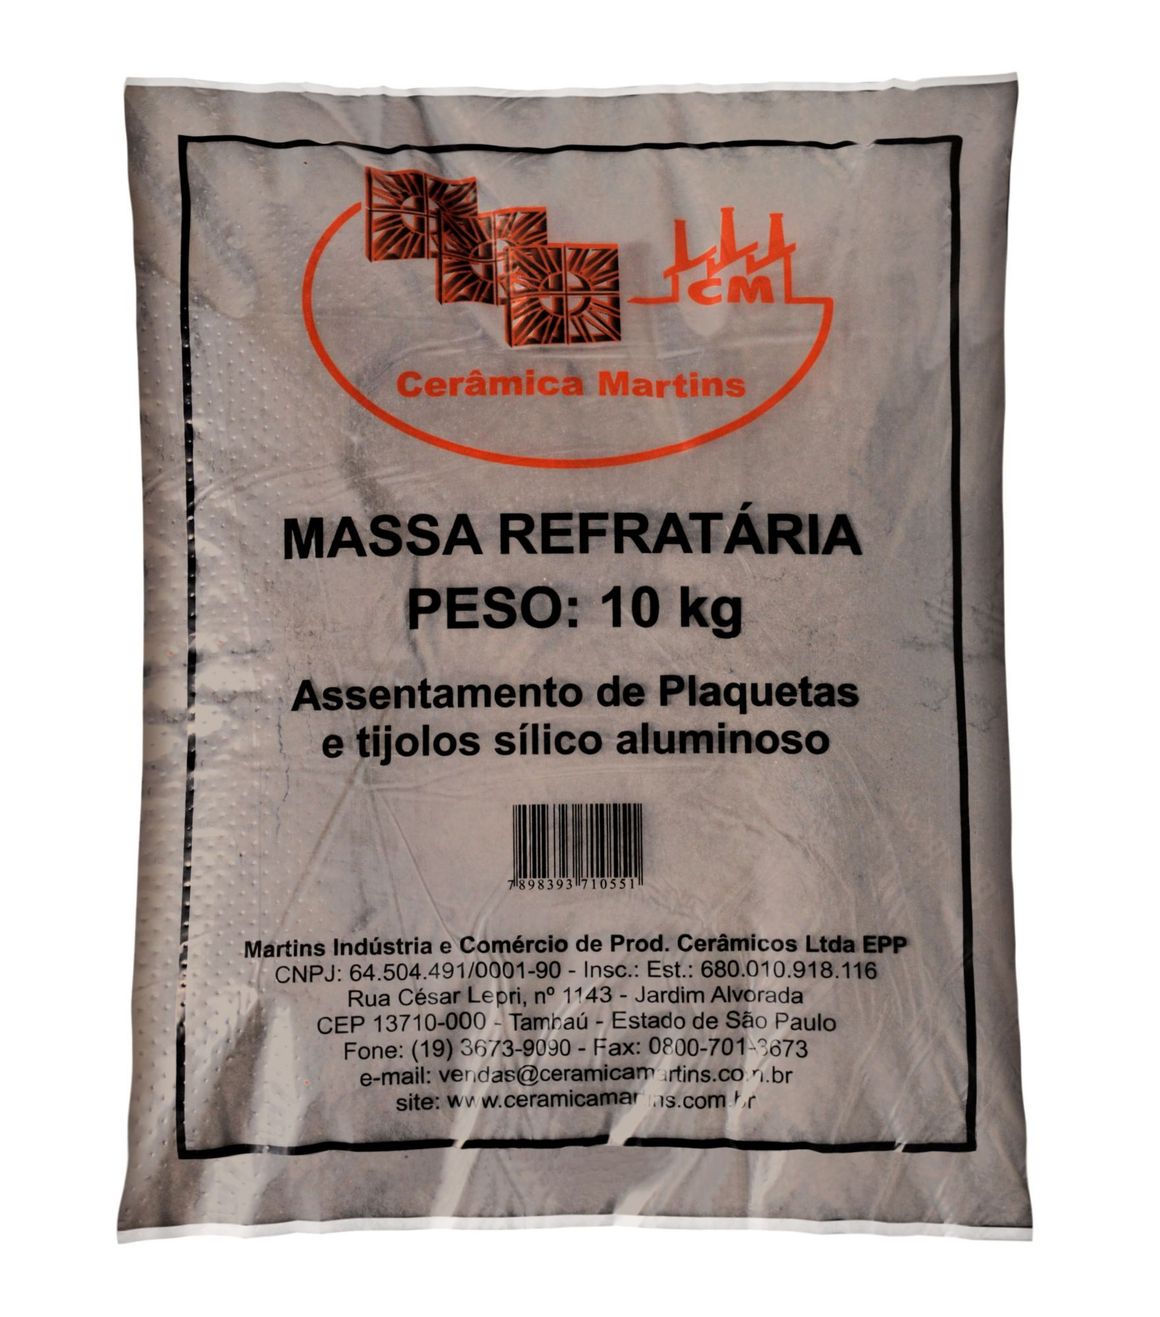 CM
Cerâmica Martins
MASSA REFRATÁRIA
PESO: 10 kg
Assentamento de Plaquetas
e tijolos sílico aluminoso
7898393710551
Martins Indústria e Comércio de Prod. Cerâmicos Ltda EPP
CNPJ: 64.504.491/0001-90 - Insc.: Est.: 680.010.918.116
Rua César Lepri, nº 1143 - Jardim Alvorada
CEP 13710-000 - Tambaú - Estado de São Paulo
Fone: (19) 3673-9090 - Fax: 0800-701-3673
e-mail: vendas@ceramicamartins.com.br
site: www.ceramicamartins.com.br